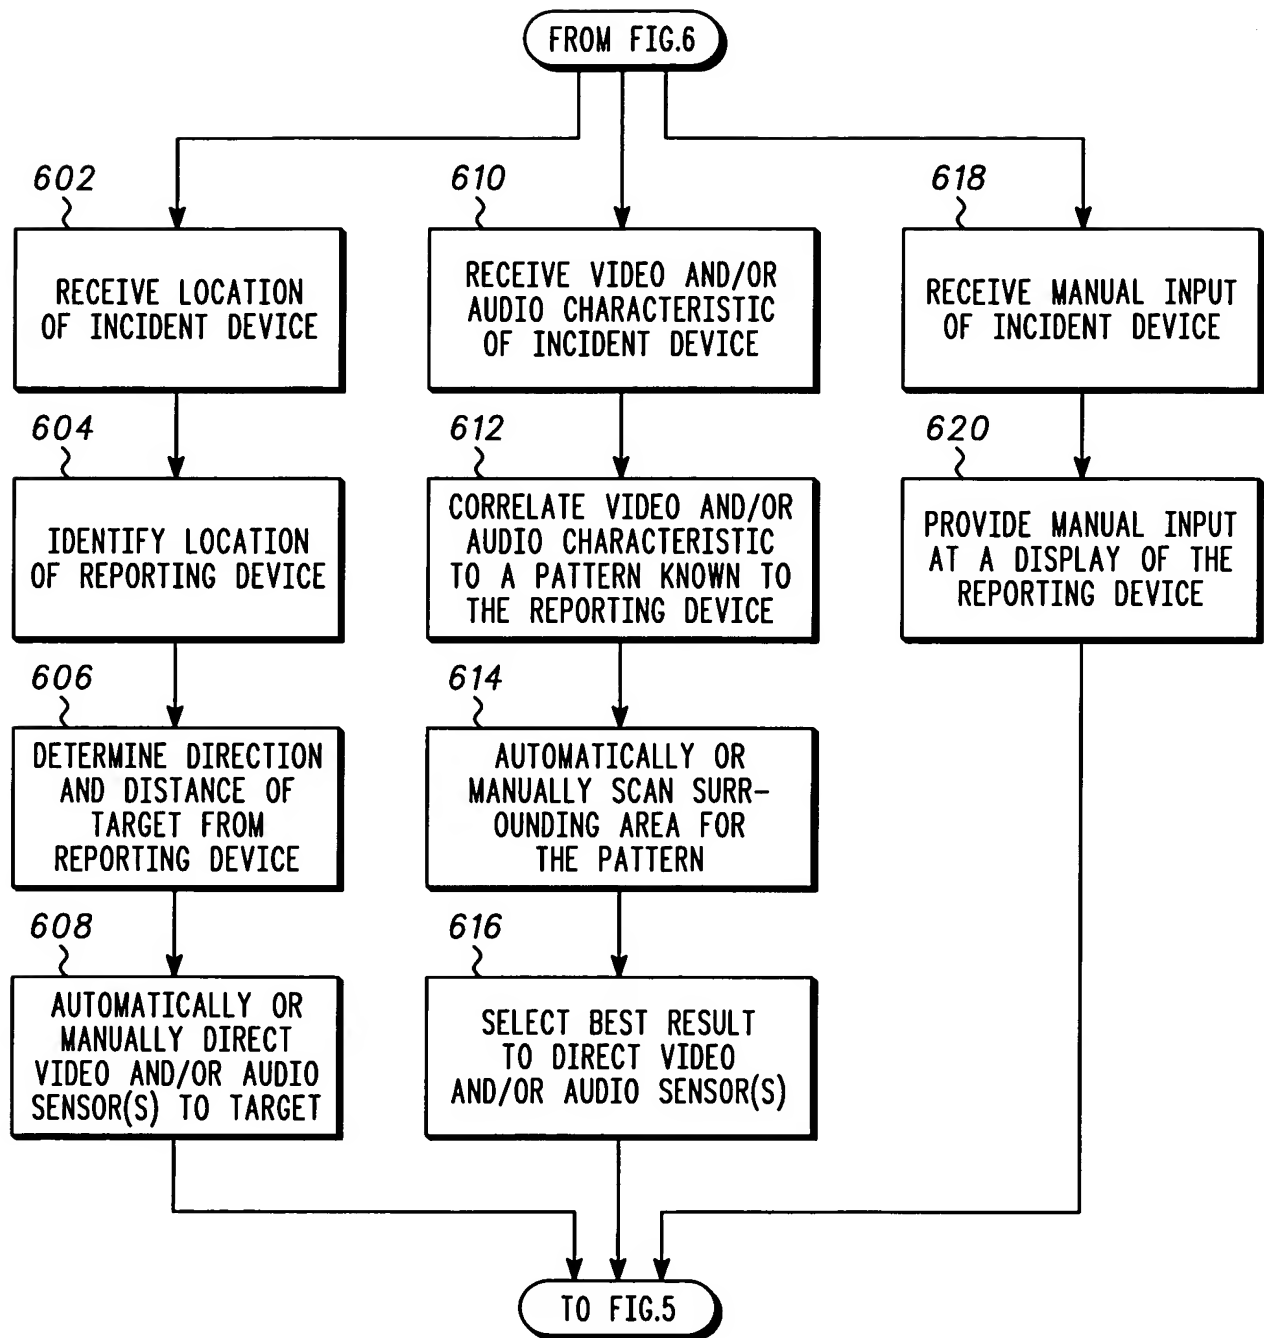 FROM FIG.6
602
RECEIVE LOCATION
OF INCIDENT DEVICE
604
IDENTIFY LOCATION
OF REPORTING DEVICE
606
DETERMINE DIRECTION
AND DISTANCE OF
TARGET FROM
REPORTING DEVICE
608
AUTOMATICALLY OR
MANUALLY DIRECT
VIDEO AND/OR AUDIO
SENSOR(S) TO TARGET
610
RECEIVE VIDEO AND/OR
AUDIO CHARACTERISTIC
OF INCIDENT DEVICE
612
CORRELATE VIDEO AND/OR
AUDIO CHARACTERISTIC
TO A PATTERN KNOWN TO
THE REPORTING DEVICE
614
AUTOMATICALLY OR
MANUALLY SCAN SURR-
OUNDING AREA FOR
THE PATTERN
616
SELECT BEST RESULT
TO DIRECT VIDEO
AND/OR AUDIO SENSOR(S)
618
RECEIVE MANUAL INPUT
OF INCIDENT DEVICE
620
PROVIDE MANUAL INPUT
AT A DISPLAY OF THE
REPORTING DEVICE
TO FIG.5